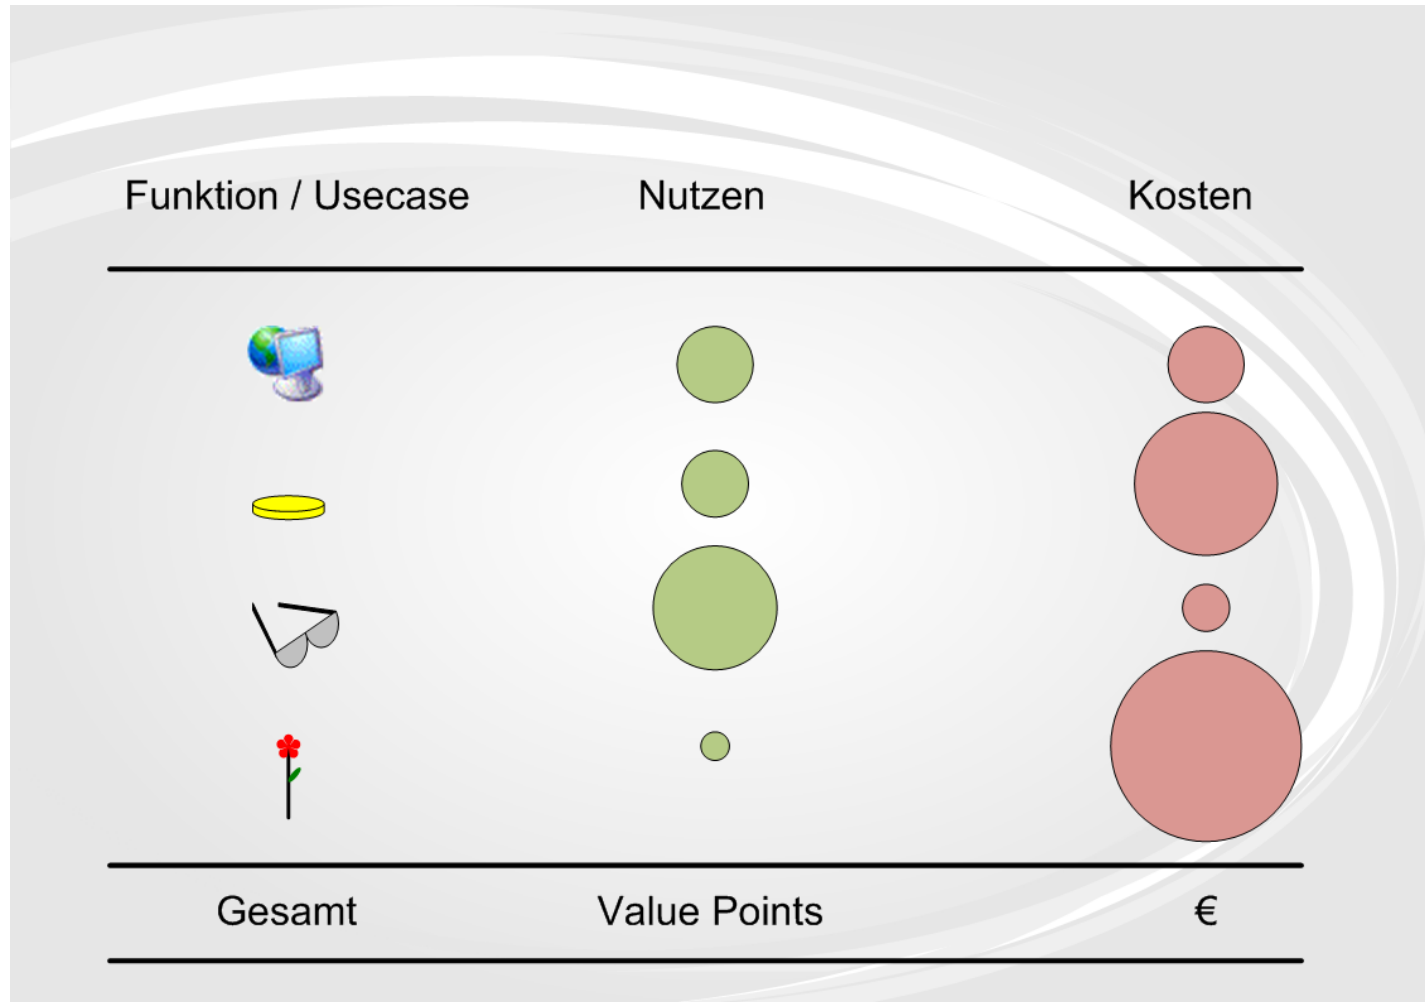 Funktion / Usecase Nutzen Kosten
Gesamt Value Points €